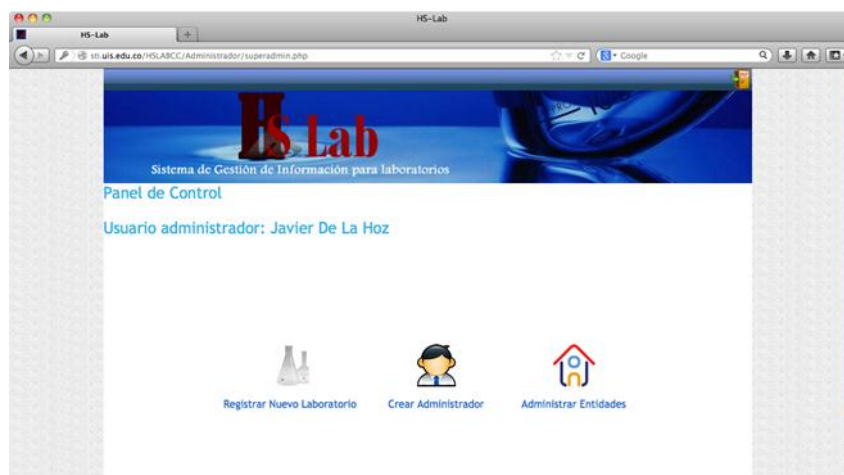 HS-Lab
HS-Lab
sti.uis.edu.co/HSLABCC/Administrador/superadmin.php
Google
HS Lab
Sistema de Gestión de Información para laboratorios
Panel de Control
Usuario administrador: Javier De La Hoz
Registrar Nuevo Laboratorio
Crear Administrador
Administrar Entidades